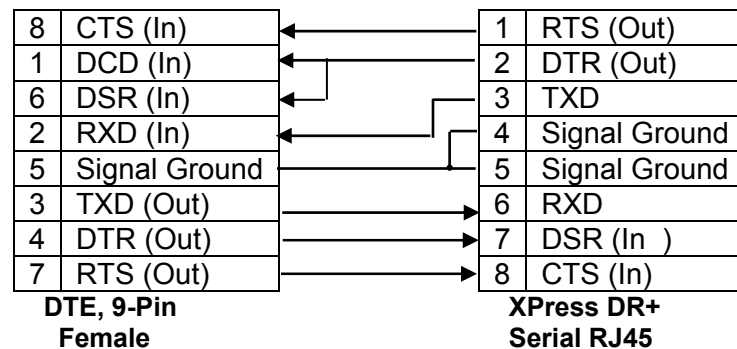 8 CTS (In) 1 RTS (Out)
1 DCD (In) 2 DTR (Out)
6 DSR (In) 3 TXD
2 RXD (In) 4 Signal Ground
5 Signal Ground 5 Signal Ground
3 TXD (Out) 6 RXD
4 DTR (Out) 7 DSR (In )
7 RTS (Out) 8 CTS (In)
DTE, 9-Pin XPress DR+
Female Serial RJ45